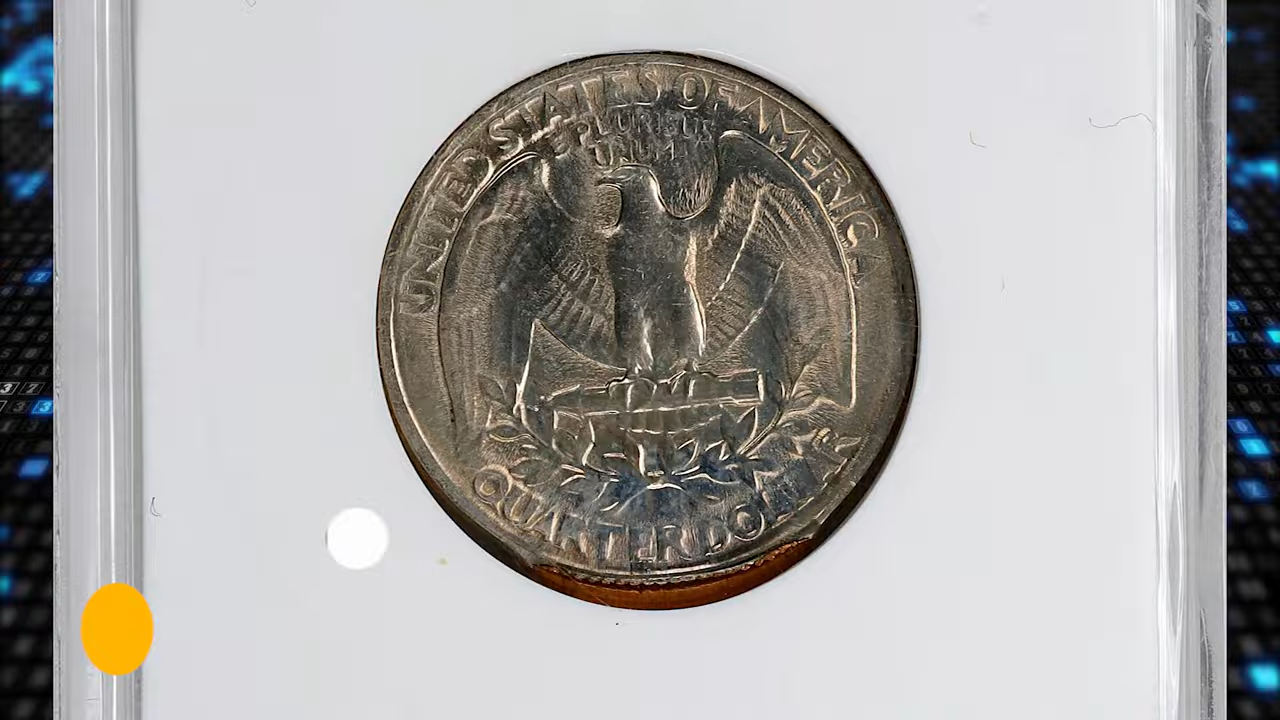 UNITED STATES OF AMERICA
E PLURIBUS
UNUM
QUARTER DOLLAR